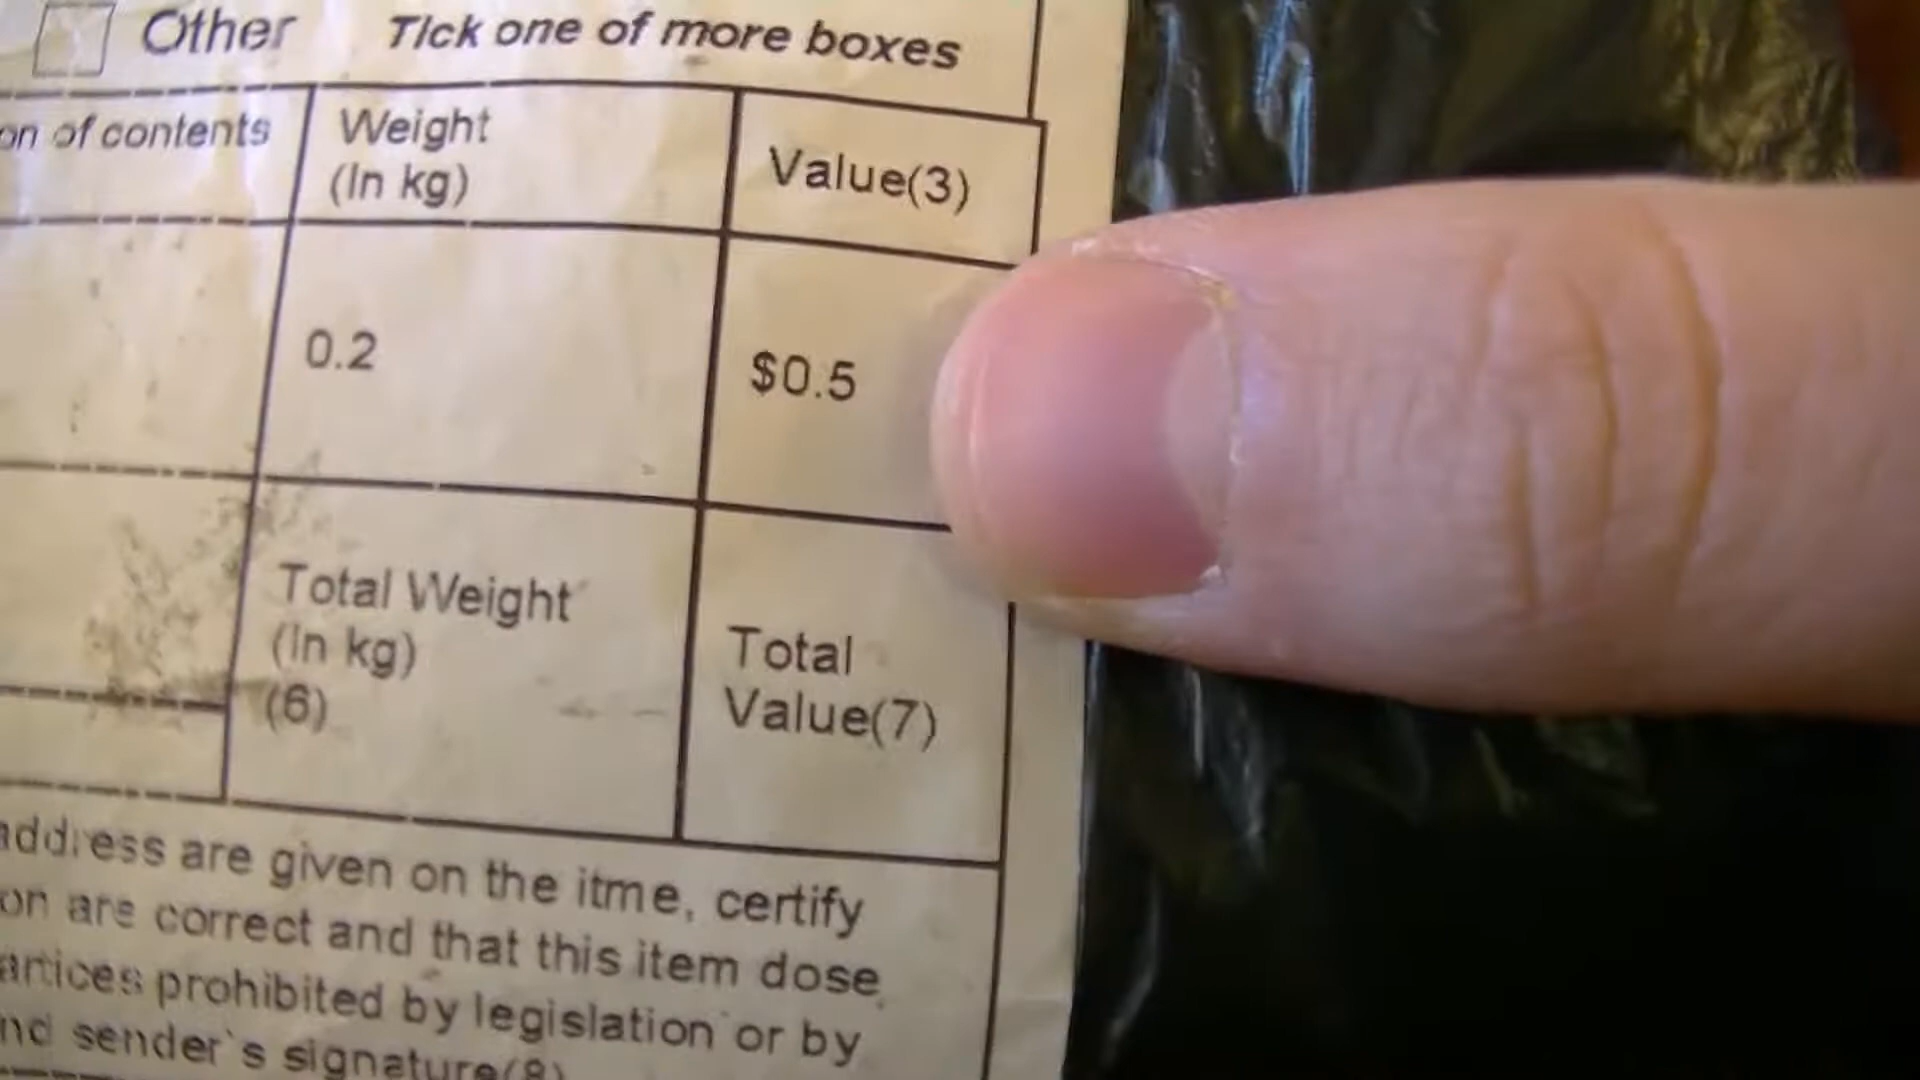 Other Tick one of more boxes
on of contents
Weight
(In kg)
Value(3)
0.2
$0.5
Total Weight
(In kg)
(6)
Total
Value(7)
address are given on the itme, certify
on are correct and that this item dose
artices prohibited by legislation or by
nd sender's signature(8)